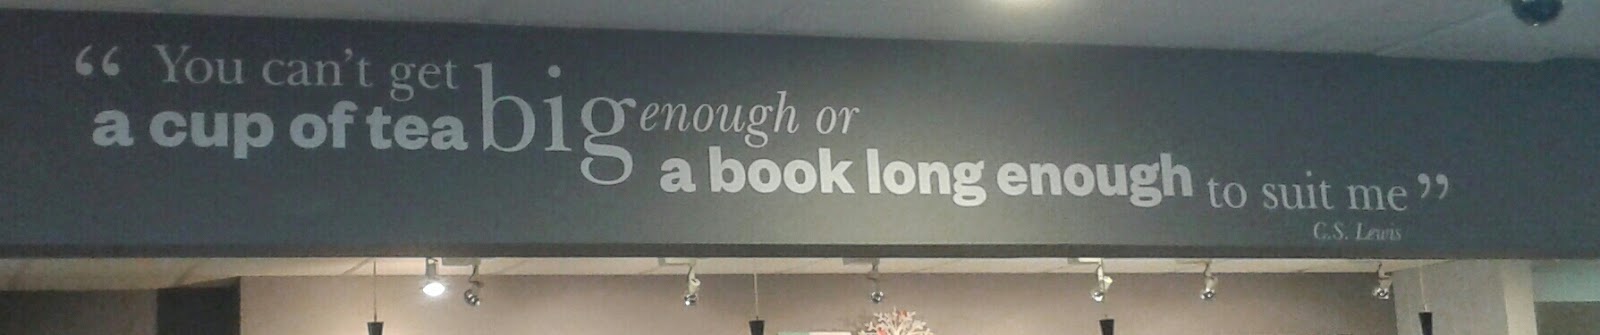 “ You can't get
a cup of tea big enough or
a book long enough to suit me ”
C.S. Lewis